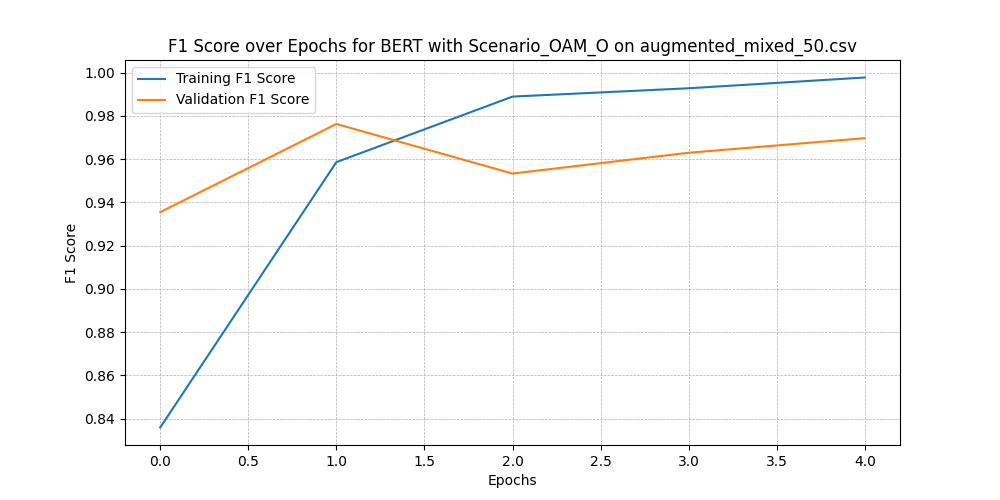 F1 Score over Epochs for BERT with Scenario_OAM_O on augmented_mixed_50.csv
Training F1 Score
Validation F1 Score
1.00
0.98
0.96
0.94
0.92
0.90
0.88
0.86
0.84
F1 Score
0.0 0.5 1.0 1.5 2.0 2.5 3.0 3.5 4.0
Epochs